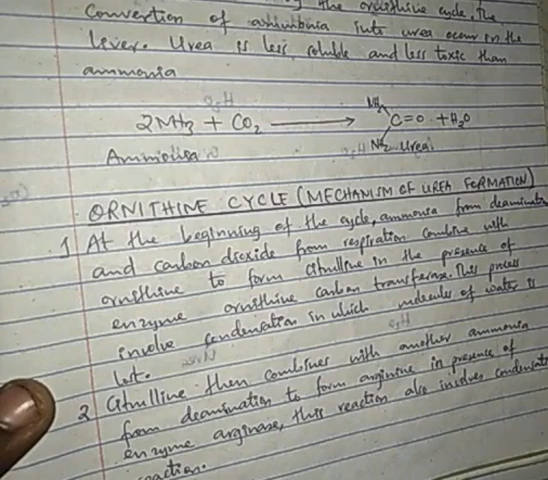 the ornithine cycle. The
Convertion of ammonia into urea occur in the
lever. Urea is less soluble and less toxic than
ammonia
2NH3 + CO2 → NH2 C=O + H2O
Ammonia NH2 Urea
ORNITHINE CYCLE (MECHANISM OF UREA FORMATION)
1 At the beginning of the cycle, ammonia from deamination
and carbon dioxide from respiration combine with
ornithine to form citrulline in the presence of
enzyme ornithine carbon transferase. This process
involve condensation in which molecules of water is
lost.
2 Citrulline then combines with another ammonia
from deamination to form arginine in presence of
enzyme arginase, this reaction also involves condensate
reaction.